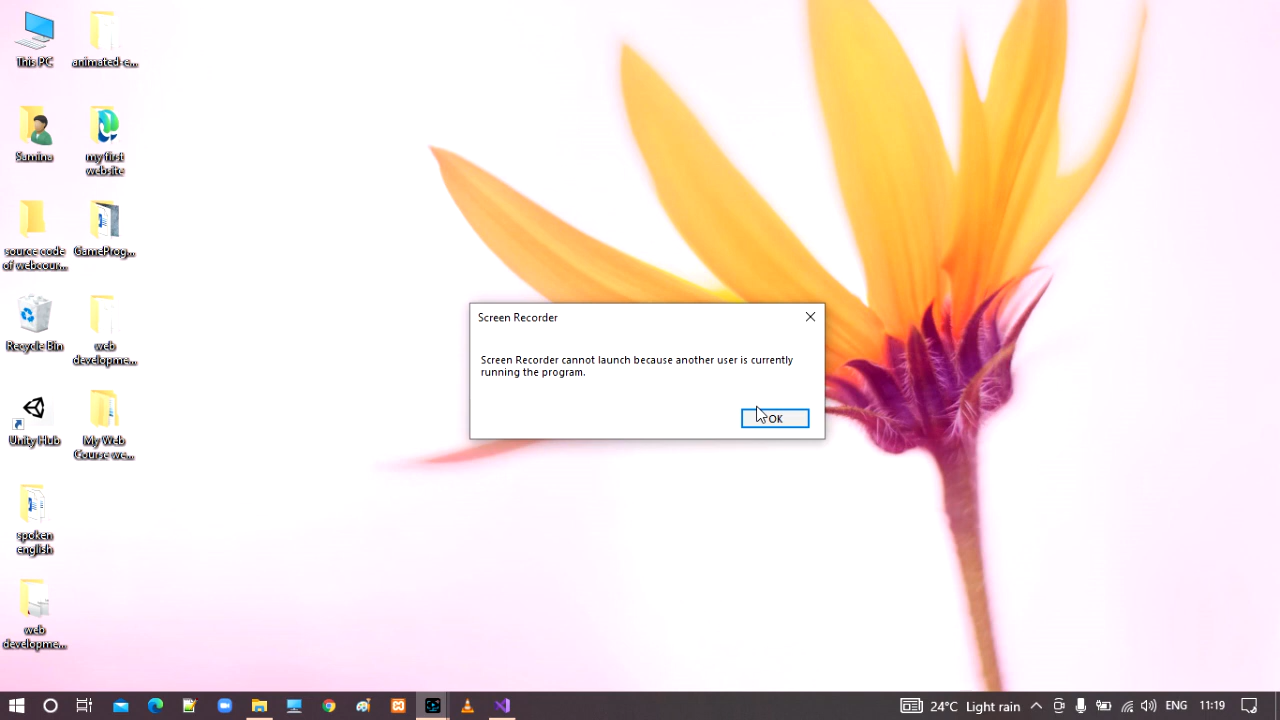 This PC
animated-e...
Samina
my first
website
source code
of webcour...
GameProg...
Recycle Bin
web
developme...
Unity Hub
My Web
Course we...
spoken
english
web
developme...
Screen Recorder
Screen Recorder cannot launch because another user is currently
running the program.
OK
24°C Light rain
ENG
11:19